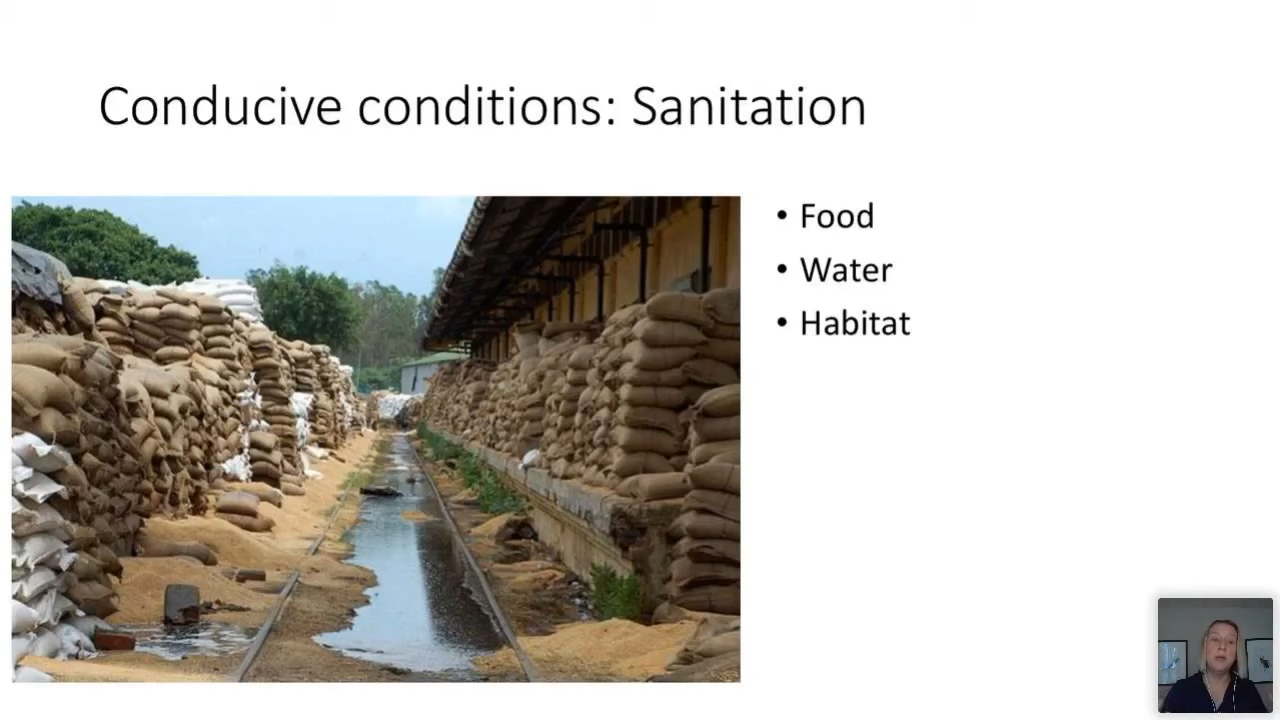 Conducive conditions: Sanitation
• Food
• Water
• Habitat